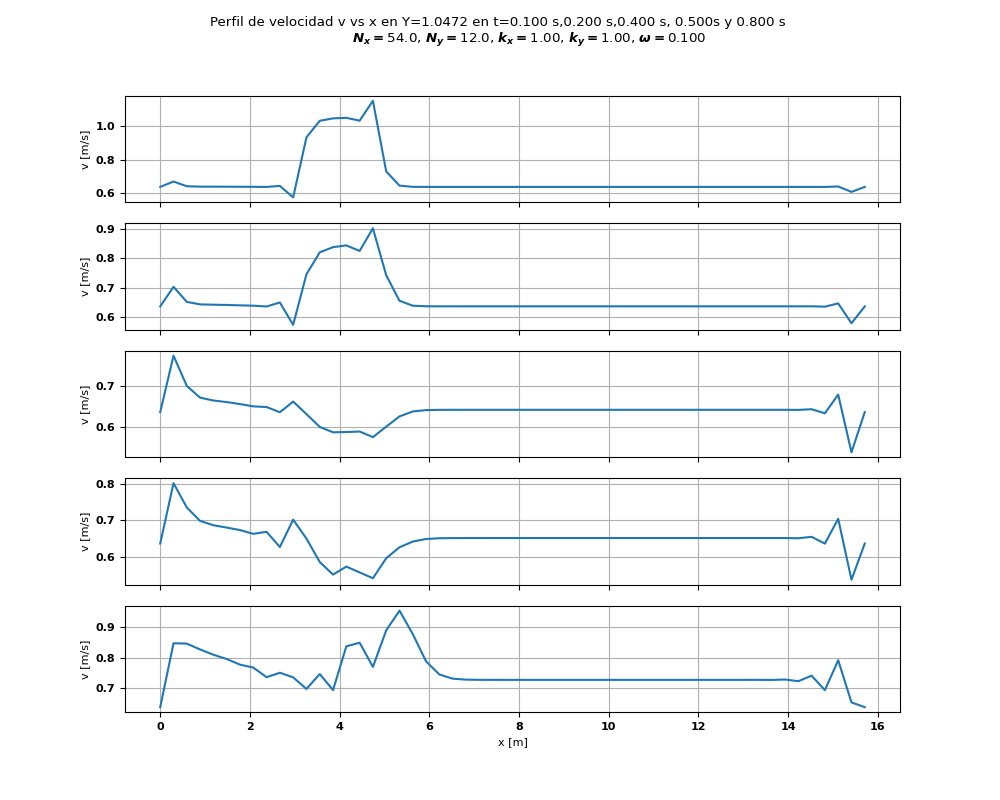 Perfil de velocidad v vs x en Y=1.0472 en t=0.100 s,0.200 s,0.400 s, 0.500s y 0.800 s
N_x = 54.0, N_y = 12.0, k_x = 1.00, k_y = 1.00, ω = 0.100
1.0
0.8
0.6
v [m/s]
0.9
0.8
0.7
0.6
v [m/s]
0.7
0.6
v [m/s]
0.8
0.7
0.6
v [m/s]
0.9
0.8
0.7
v [m/s]
0 2 4 6 8 10 12 14 16
x [m]